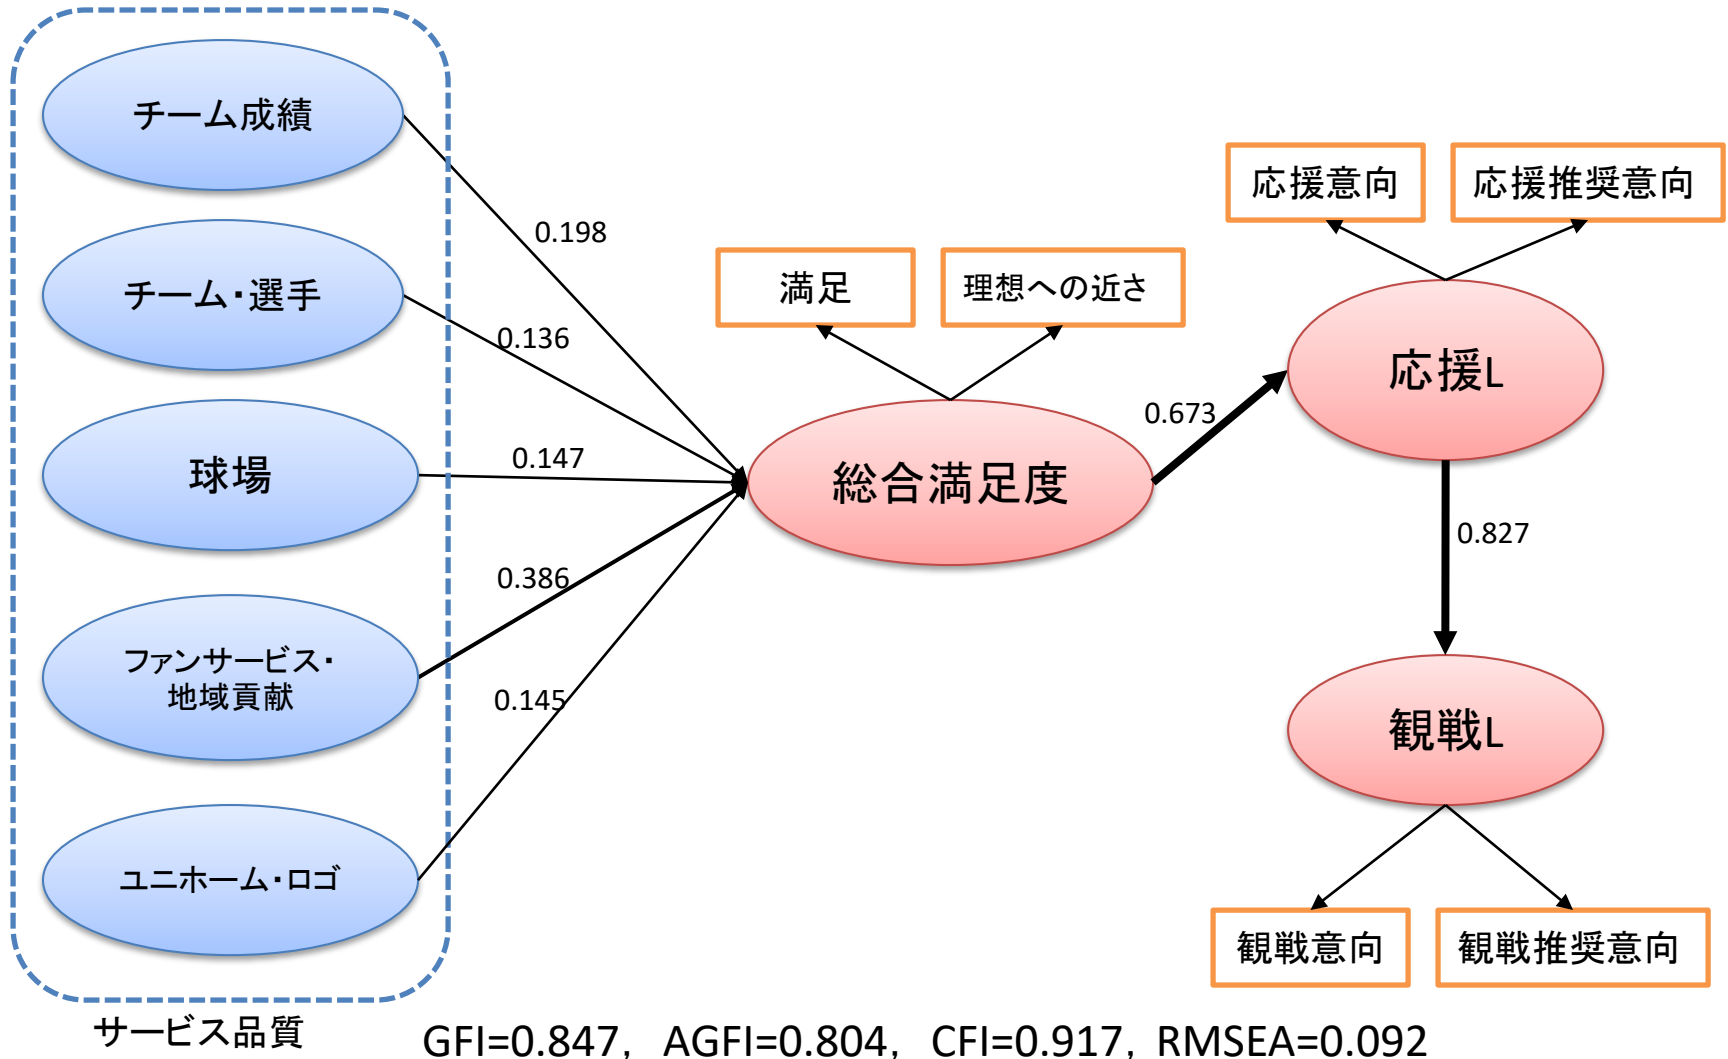 チーム成績
チーム・選手
球場
ファンサービス・
地域貢献
ユニホーム・ロゴ
サービス品質
0.198
0.136
0.147
0.386
0.145
満足
理想への近さ
総合満足度
0.673
応援意向
応援推奨意向
応援L
0.827
観戦L
観戦意向
観戦推奨意向
GFI=0.847, AGFI=0.804, CFI=0.917, RMSEA=0.092